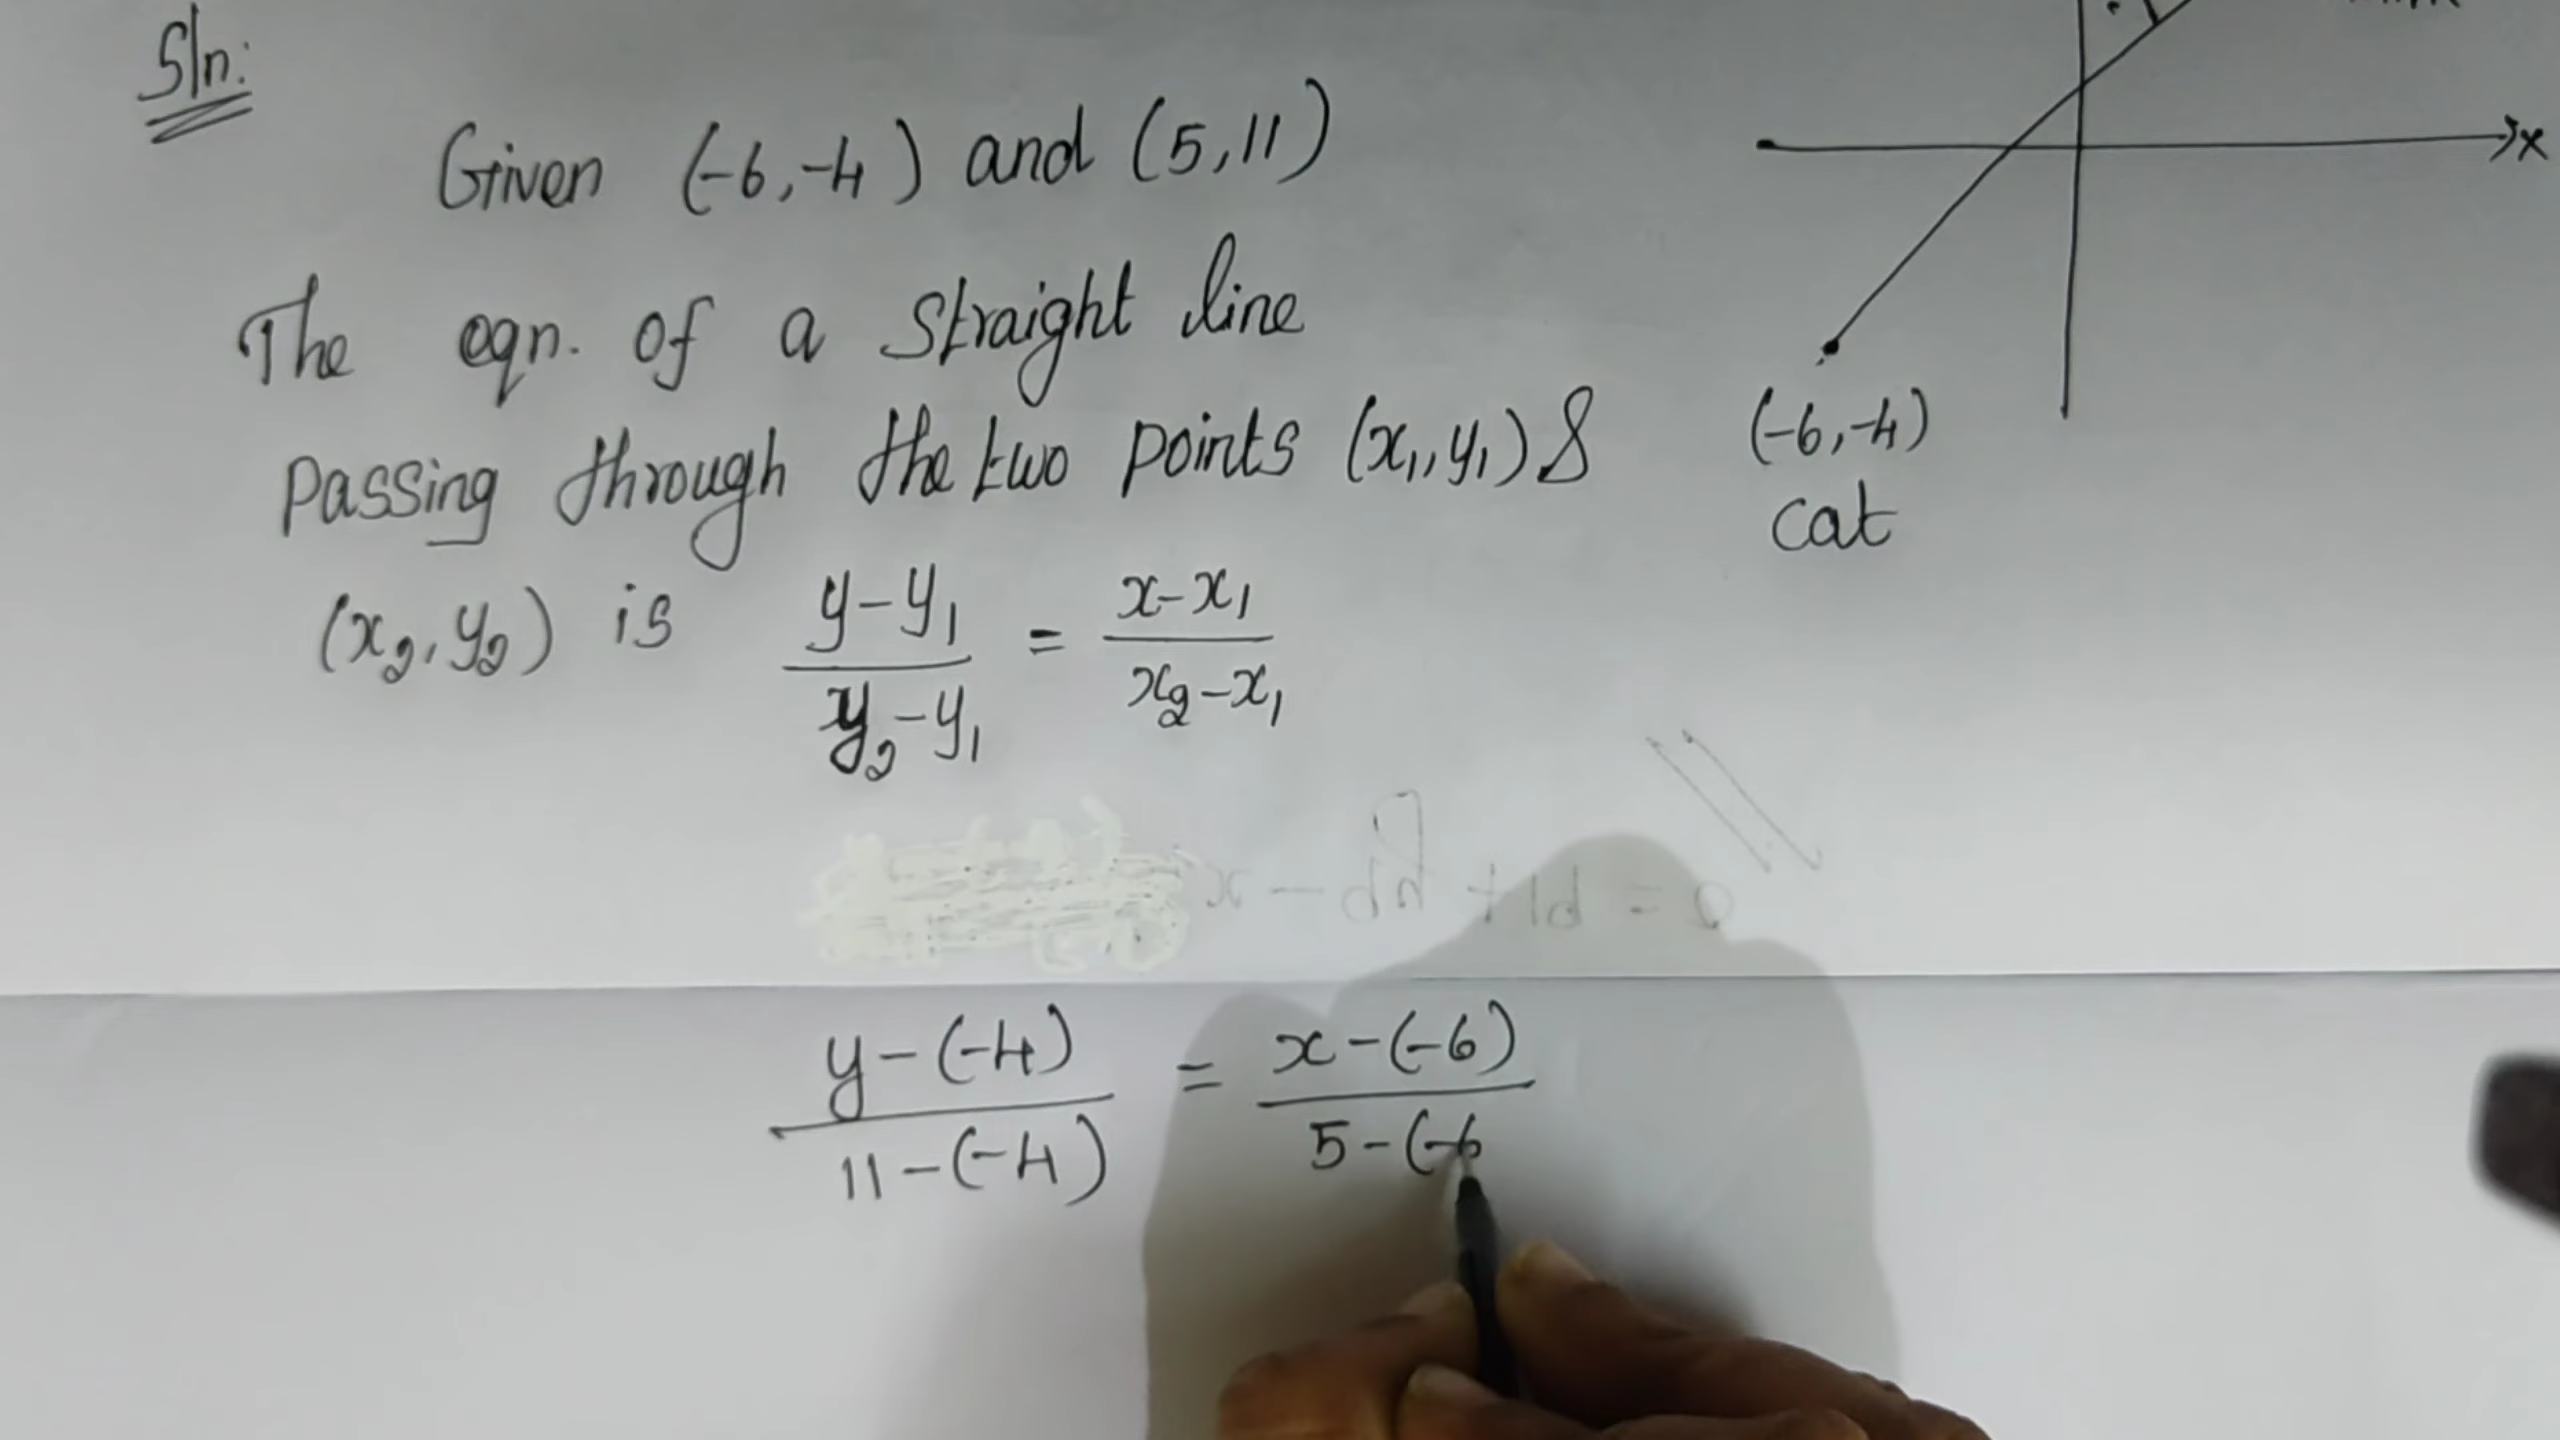 Sln:
Given (-6,-4) and (5,11)
The eqn. of a straight line
passing through the two points (x₁,y₁) &
(x₂,y₂) is (y-y₁)/(y₂-y₁) = (x-x₁)/(x₂-x₁)
(y-(-4))/(11-(-4)) = (x-(-6))/(5-(-6
x
(-6,-4)
cat